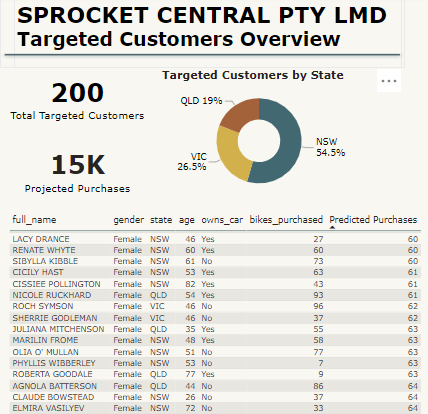 SPROCKET CENTRAL PTY LMD
Targeted Customers Overview
200
Total Targeted Customers
15K
Projected Purchases
Targeted Customers by State
QLD 19%
VIC
26.5%
NSW
54.5%
full_name gender state age owns_car bikes_purchased Predicted Purchases
LACY DRANCE Female NSW 46 Yes 27 60
RENATE WHYTE Female NSW 60 Yes 60 60
SIBYLLA KIBBLE Female NSW 61 No 73 60
CICILY HAST Female NSW 53 Yes 63 61
CISSIEE POLLINGTON Female NSW 82 Yes 43 61
NICOLE RUCKHARD Female QLD 54 Yes 93 61
ROCH SYMSON Female VIC 46 No 96 62
SHERRIE GODLEMAN Female VIC 46 No 37 62
JULIANA MITCHENSON Female QLD 35 Yes 55 63
MARILIN FROME Female NSW 48 Yes 58 63
OLIA O' MULLAN Female NSW 51 No 77 63
PHYLLIS WIBBERLEY Female NSW 53 No 7 63
ROBERTA GOODALE Female QLD 77 Yes 9 63
AGNOLA BATTERSON Female QLD 44 No 86 64
CLAUDE BOWSTEAD Female NSW 26 No 37 64
ELMIRA VASILYEV Female NSW 72 No 33 64